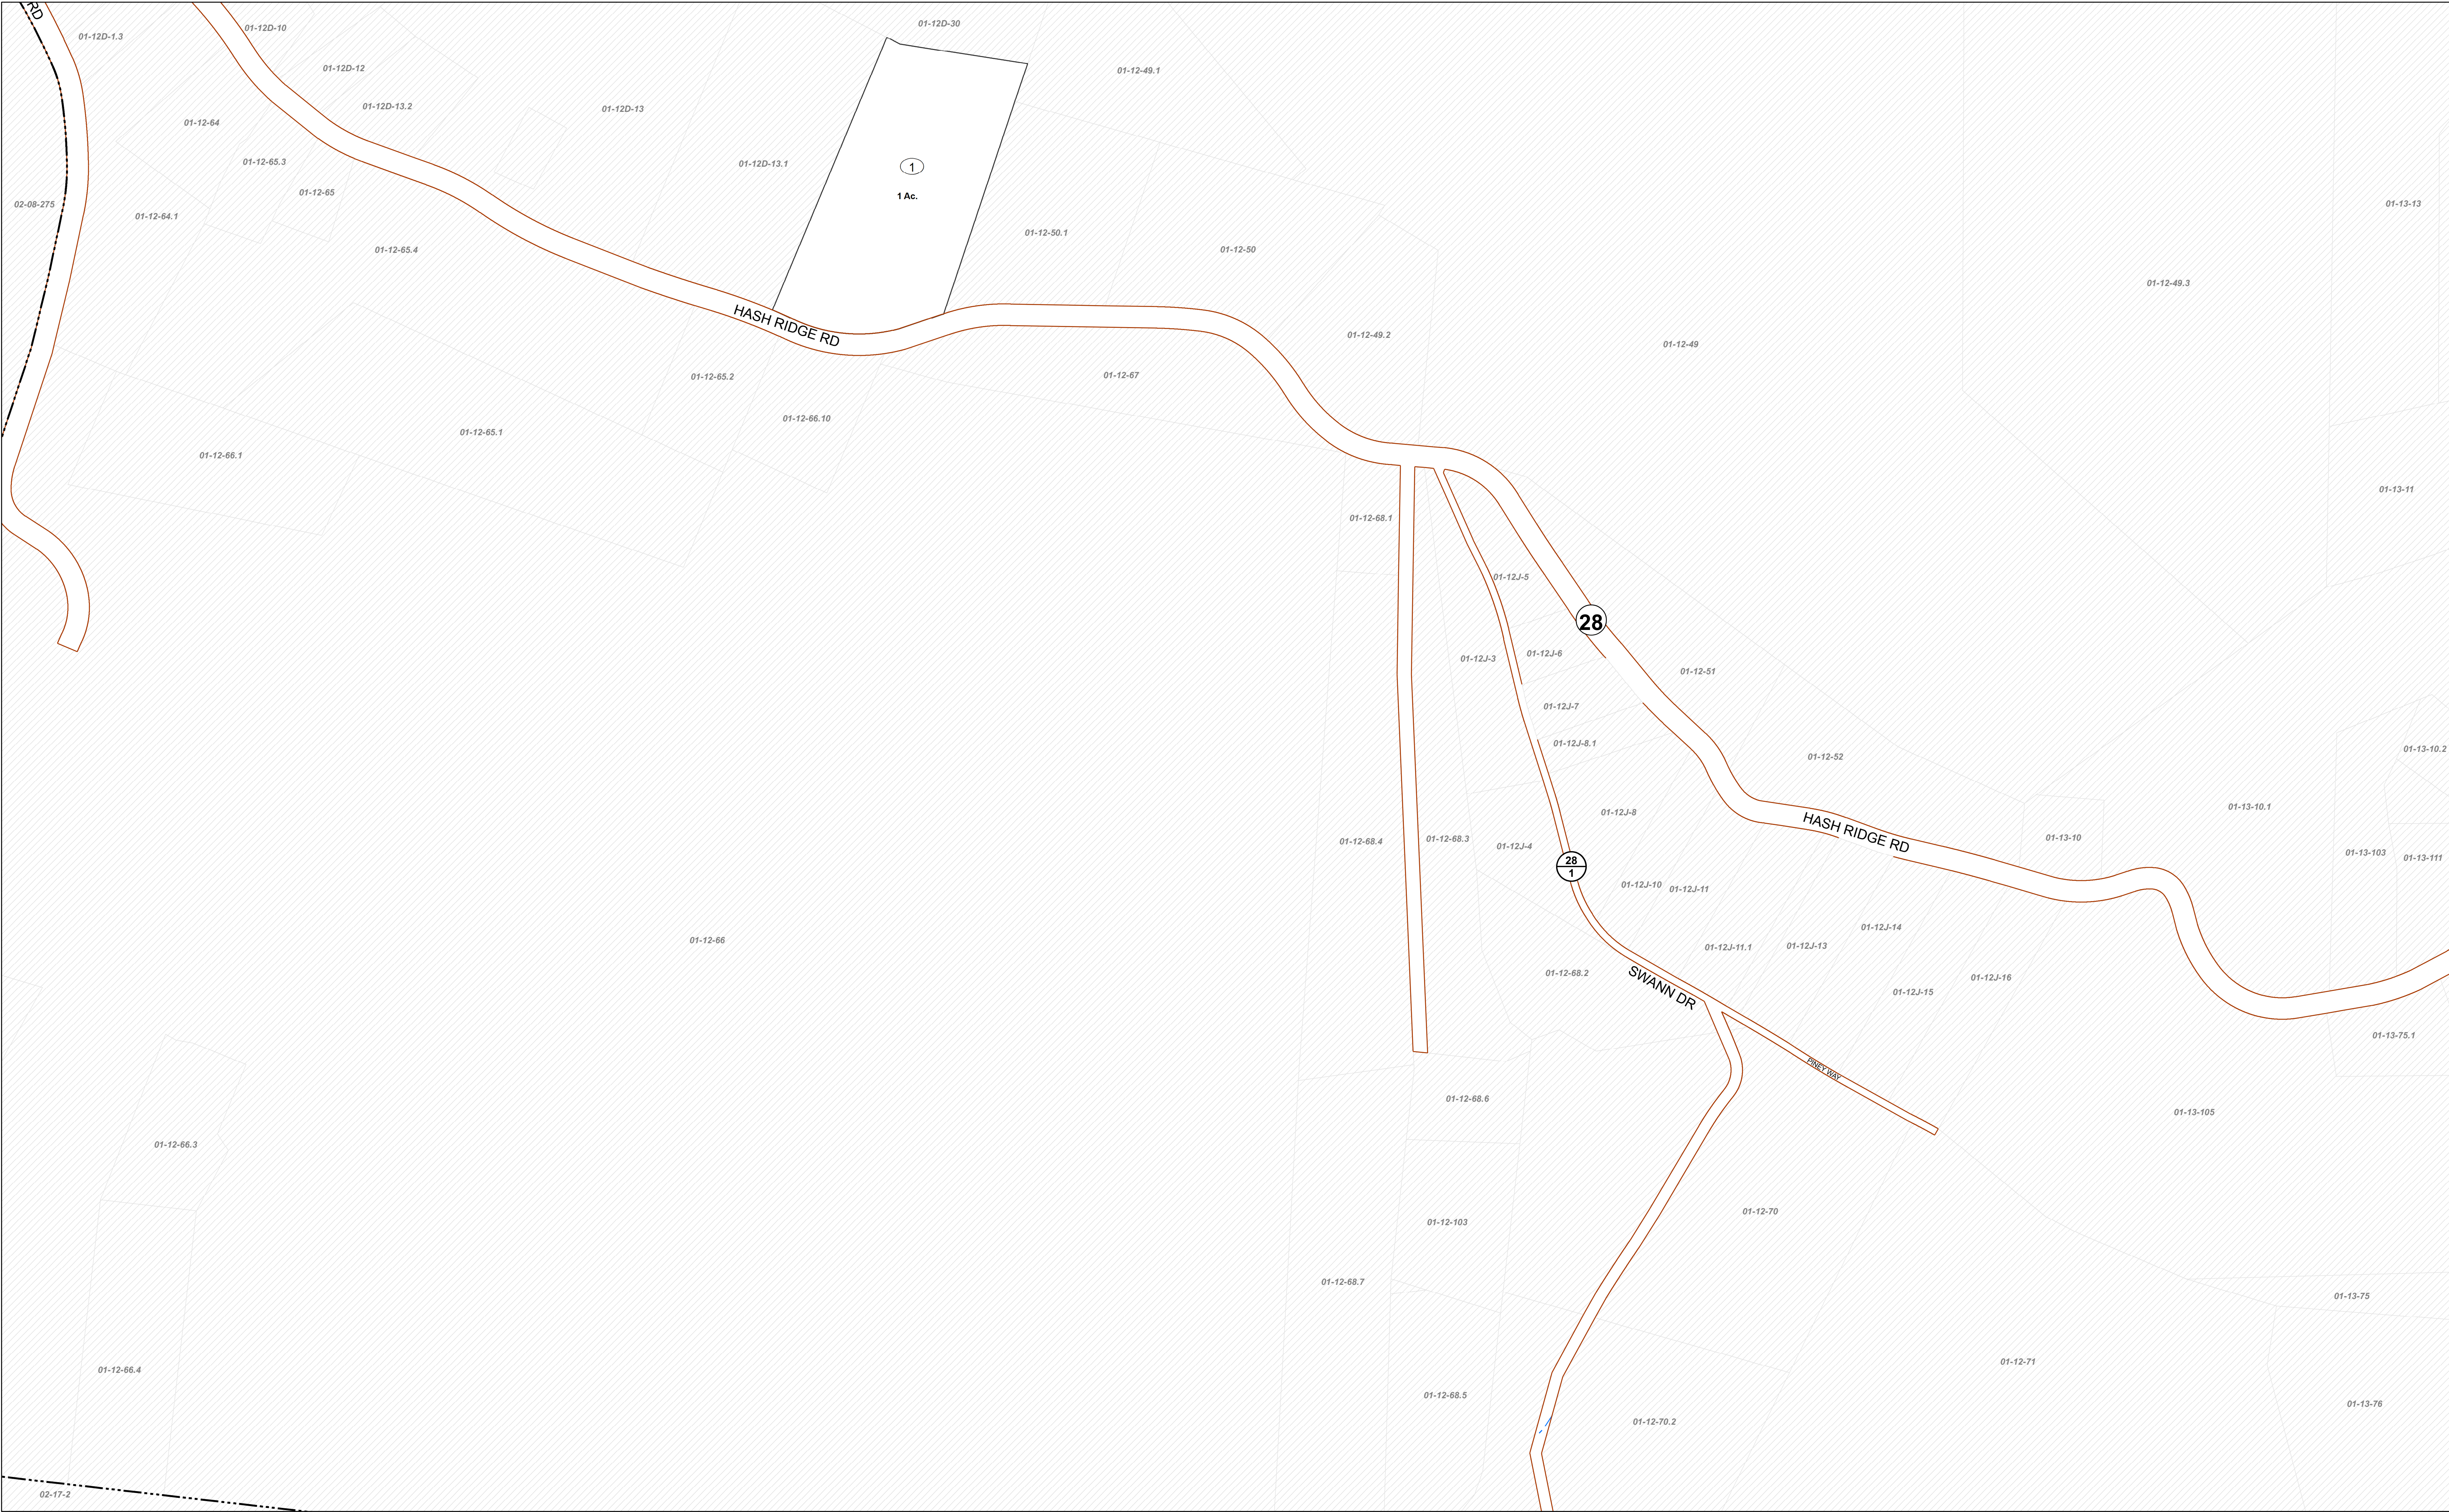 RD
01-12D-30
01-12D-10
01-12D-1.3
01-12D-12
01-12-49.1
01-12D-13.2
01-12D-13
01-12-64
01-12-65.3
01-12D-13.1
1
01-12-65
1 Ac.
02-08-275
01-13-13
01-12-64.1
01-12-50.1
01-12-65.4
01-12-50
01-12-49.3
HASH RIDGE RD
01-12-49.2
01-12-49
01-12-65.2
01-12-67
01-12-66.10
01-12-65.1
01-12-66.1
01-13-11
01-12-68.1
01-12J-5
28
01-12J-6
01-12J-3
01-12-51
01-12J-7
01-12J-8.1
01-13-10.2
01-12-52
01-13-10.1
01-12J-8
HASH RIDGE RD
01-13-10
01-12-68.4
01-12-68.3
01-12J-4
01-13-103
01-13-111
28
1
01-12J-10
01-12J-11
01-12J-14
01-12-66
01-12J-11.1
01-12J-13
01-12-68.2
SWANN DR
01-12J-16
01-12J-15
01-13-75.1
PINEY WAY
01-12-68.6
01-13-105
01-12-66.3
01-12-70
01-12-103
01-12-68.7
01-13-75
01-12-71
01-12-66.4
01-12-68.5
01-13-76
01-12-70.2
02-17-2